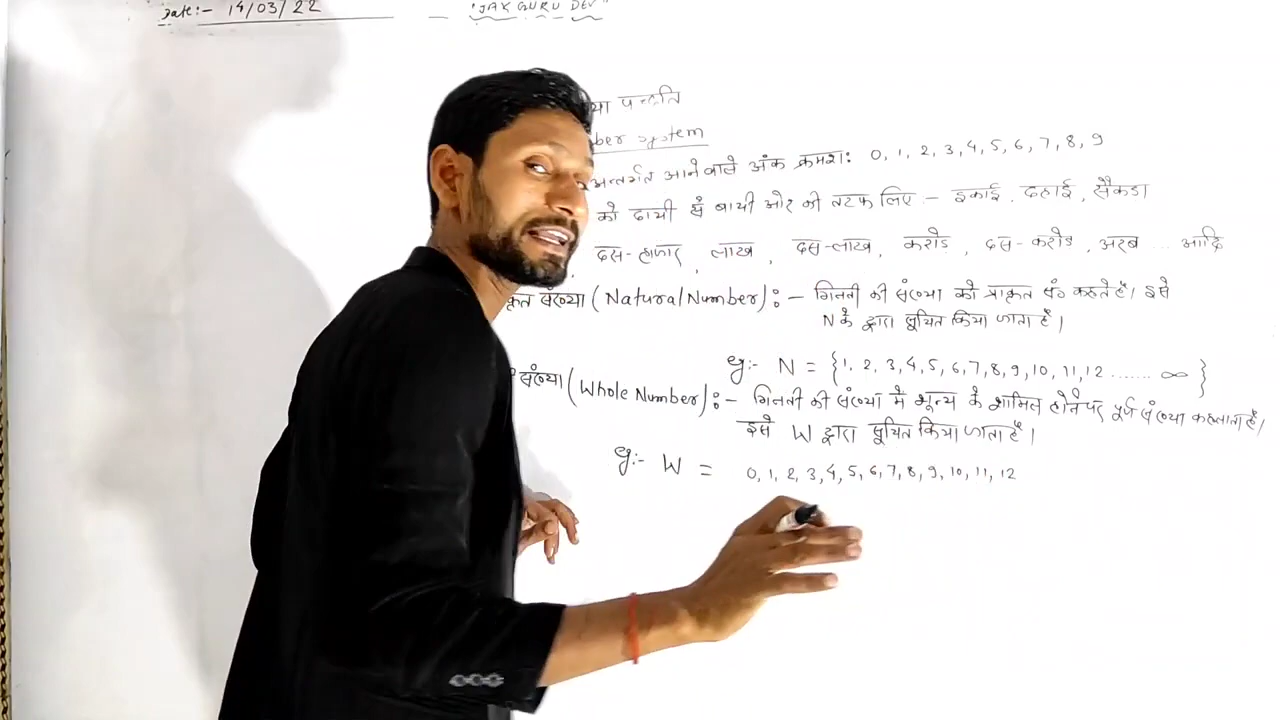 Date:- 14/03/22 — "JAY GURU DEV"
पद्धति
ber system
अन्तर्गत आने वाले अंक क्रमशः 0, 1, 2, 3, 4, 5, 6, 7, 8, 9
को दायी से बायी ओर की तरफ लिए :- इकाई, दहाई, सैकडा
दस-हजार, लाख, दस-लाख, करोड, दस-करोड, अरब ... आदि
कृत संख्या (Natural Number) :- गिनती की संख्या को प्राकृत सं० कहते हैं। इसे
N के द्वारा सूचित किया जाता है।
eg:- N = {1, 2, 3, 4, 5, 6, 7, 8, 9, 10, 11, 12 ....... ∞ }
संख्या (Whole Number) :- गिनती की संख्या मे शून्य के शामिल होने पर पूर्ण संख्या कहलाता है।
इसे W द्वारा सूचित किया जाता है।
eg:- W = 0, 1, 2, 3, 4, 5, 6, 7, 8, 9, 10, 11, 12